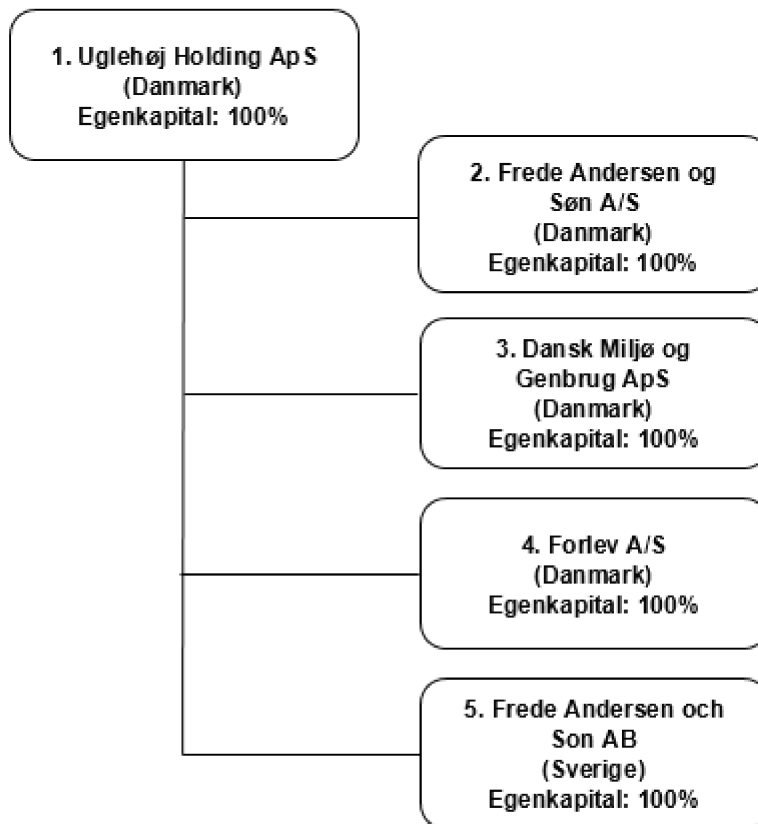 1. Uglehøj Holding ApS
(Danmark)
Egenkapital: 100%
2. Frede Andersen og
Søn A/S
(Danmark)
Egenkapital: 100%
3. Dansk Miljø og
Genbrug ApS
(Danmark)
Egenkapital: 100%
4. Forlev A/S
(Danmark)
Egenkapital: 100%
5. Frede Andersen och
Son AB
(Sverige)
Egenkapital: 100%